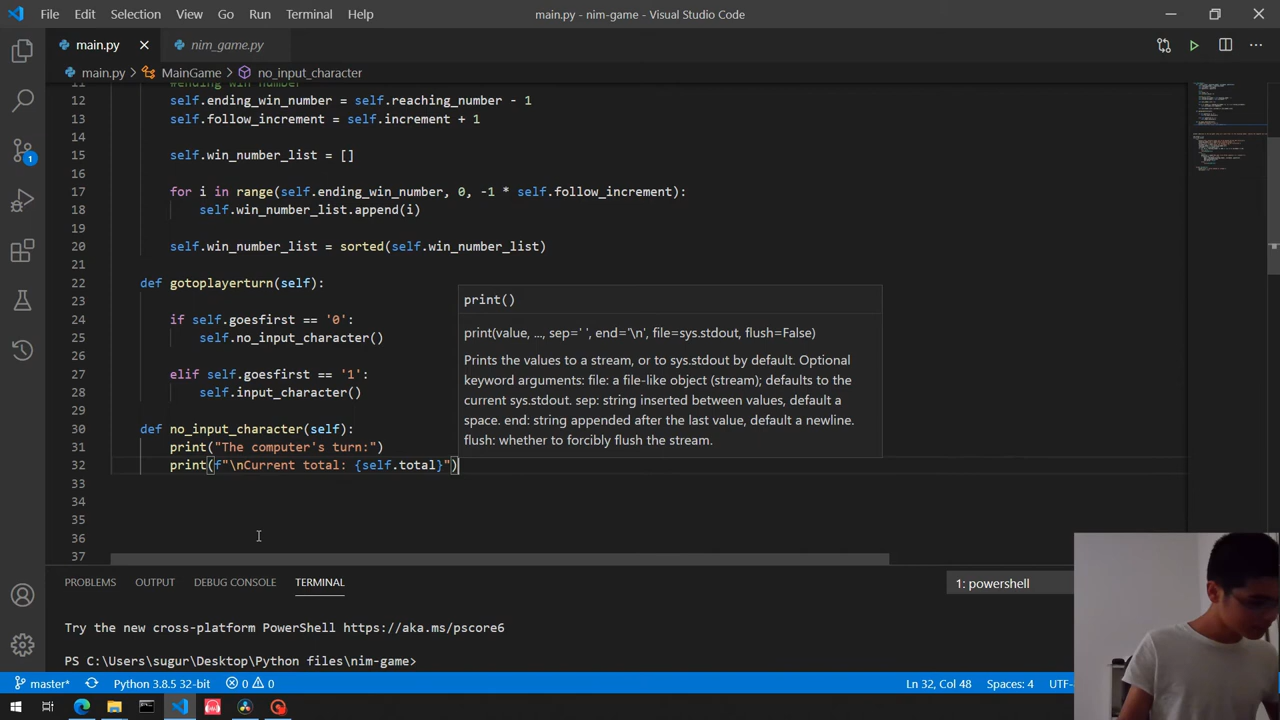 File Edit Selection View Go Run Terminal Help main.py - nim-game - Visual Studio Code
main.py nim_game.py
main.py > MainGame > no_input_character
11 #ending win number
12 self.ending_win_number = self.reaching_number - 1
13 self.follow_increment = self.increment + 1
14
15 self.win_number_list = []
16
17 for i in range(self.ending_win_number, 0, -1 * self.follow_increment):
18 self.win_number_list.append(i)
19
20 self.win_number_list = sorted(self.win_number_list)
21
22 def gotoplayerturn(self):
23
24 if self.goesfirst == '0':
25 self.no_input_character()
26
27 elif self.goesfirst == '1':
28 self.input_character()
29
30 def no_input_character(self):
31 print("The computer's turn:")
32 print(f"\nCurrent total: {self.total}")
33
34
35
36
37
print()
print(value, ..., sep=' ', end='\n', file=sys.stdout, flush=False)
Prints the values to a stream, or to sys.stdout by default. Optional
keyword arguments: file: a file-like object (stream); defaults to the
current sys.stdout. sep: string inserted between values, default a
space. end: string appended after the last value, default a newline.
flush: whether to forcibly flush the stream.
PROBLEMS OUTPUT DEBUG CONSOLE TERMINAL 1: powershell
Try the new cross-platform PowerShell https://aka.ms/pscore6
PS C:\Users\sugur\Desktop\Python files\nim-game>
master* Python 3.8.5 32-bit 0 0 Ln 32, Col 48 Spaces: 4 UTF-
1